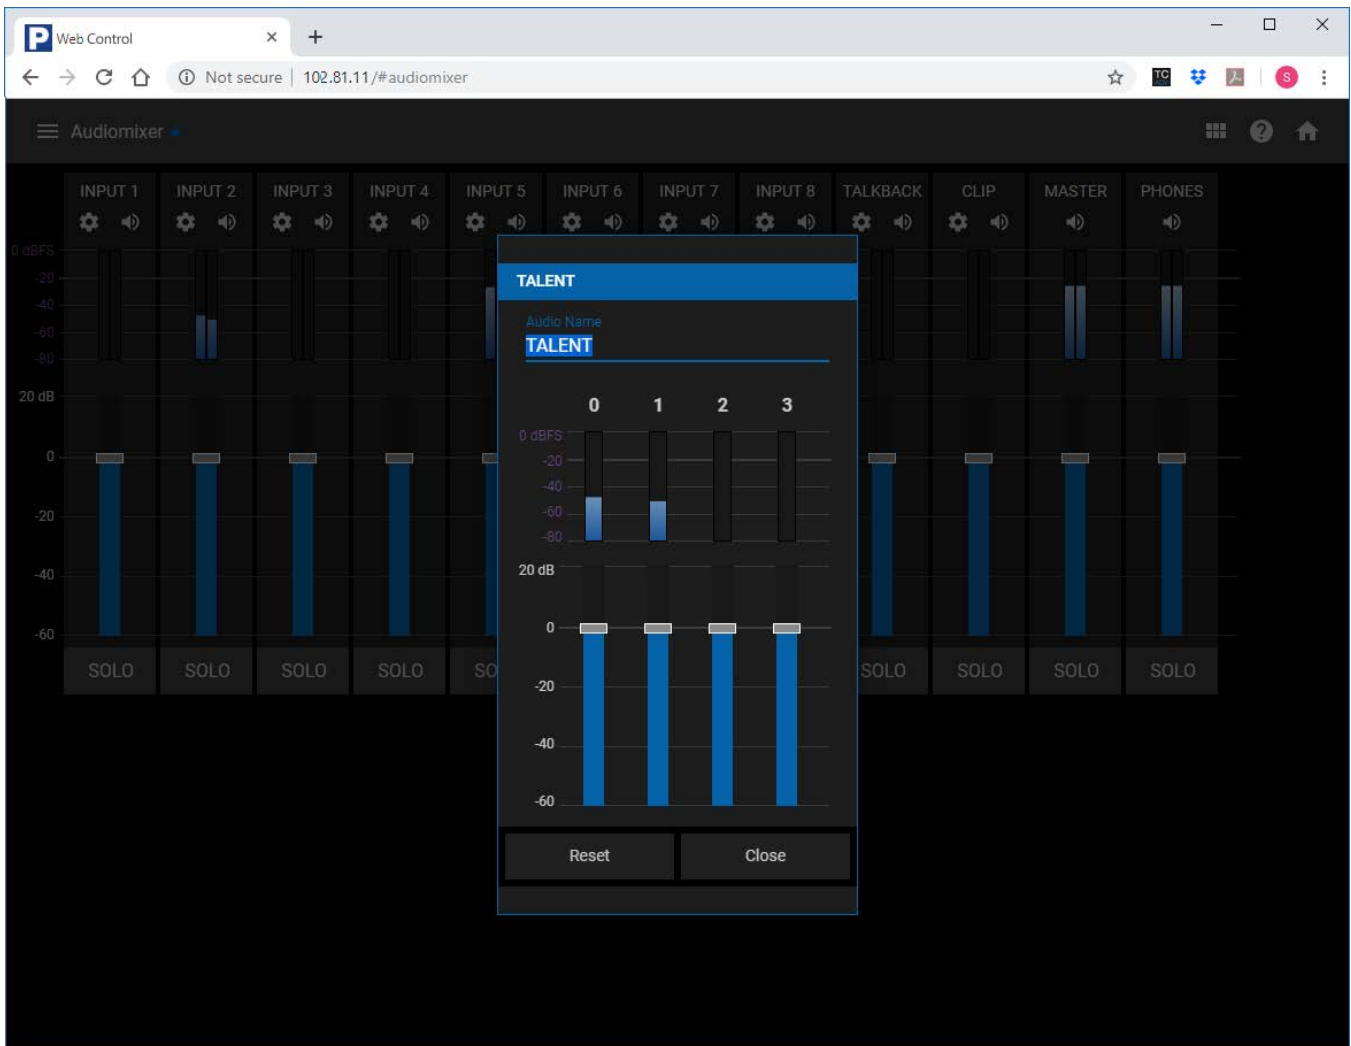 P Web Control
Not secure | 102.81.11/#audiomixer
TC
S
Audiomixer
INPUT 1 INPUT 2 INPUT 3 INPUT 4 INPUT 5 INPUT 6 INPUT 7 INPUT 8 TALKBACK CLIP MASTER PHONES
0 dBFS
-20
-40
-60
-80
20 dB
0
-20
-40
-60
SOLO SOLO SOLO SOLO SO SOLO SOLO SOLO SOLO
TALENT
Audio Name
TALENT
0 1 2 3
0 dBFS
-20
-40
-60
-80
20 dB
0
-20
-40
-60
Reset Close